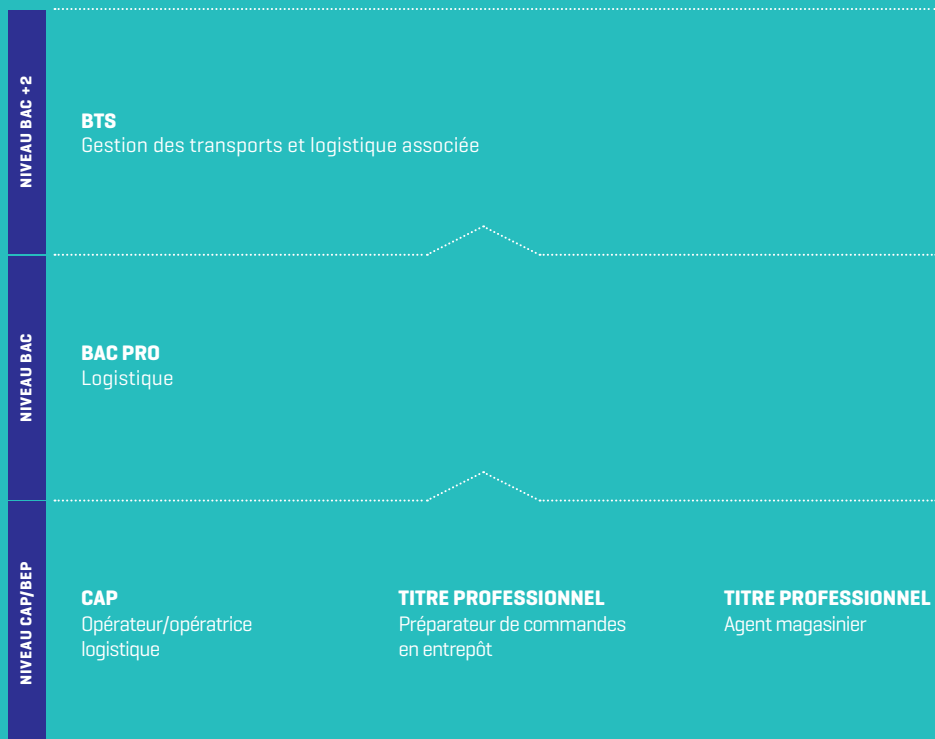 NIVEAU BAC +2
BTS
Gestion des transports et logistique associée
NIVEAU BAC
BAC PRO
Logistique
NIVEAU CAP/BEP
CAP
Opérateur/opératrice
logistique
TITRE PROFESSIONNEL
Préparateur de commandes
en entrepôt
TITRE PROFESSIONNEL
Agent magasinier